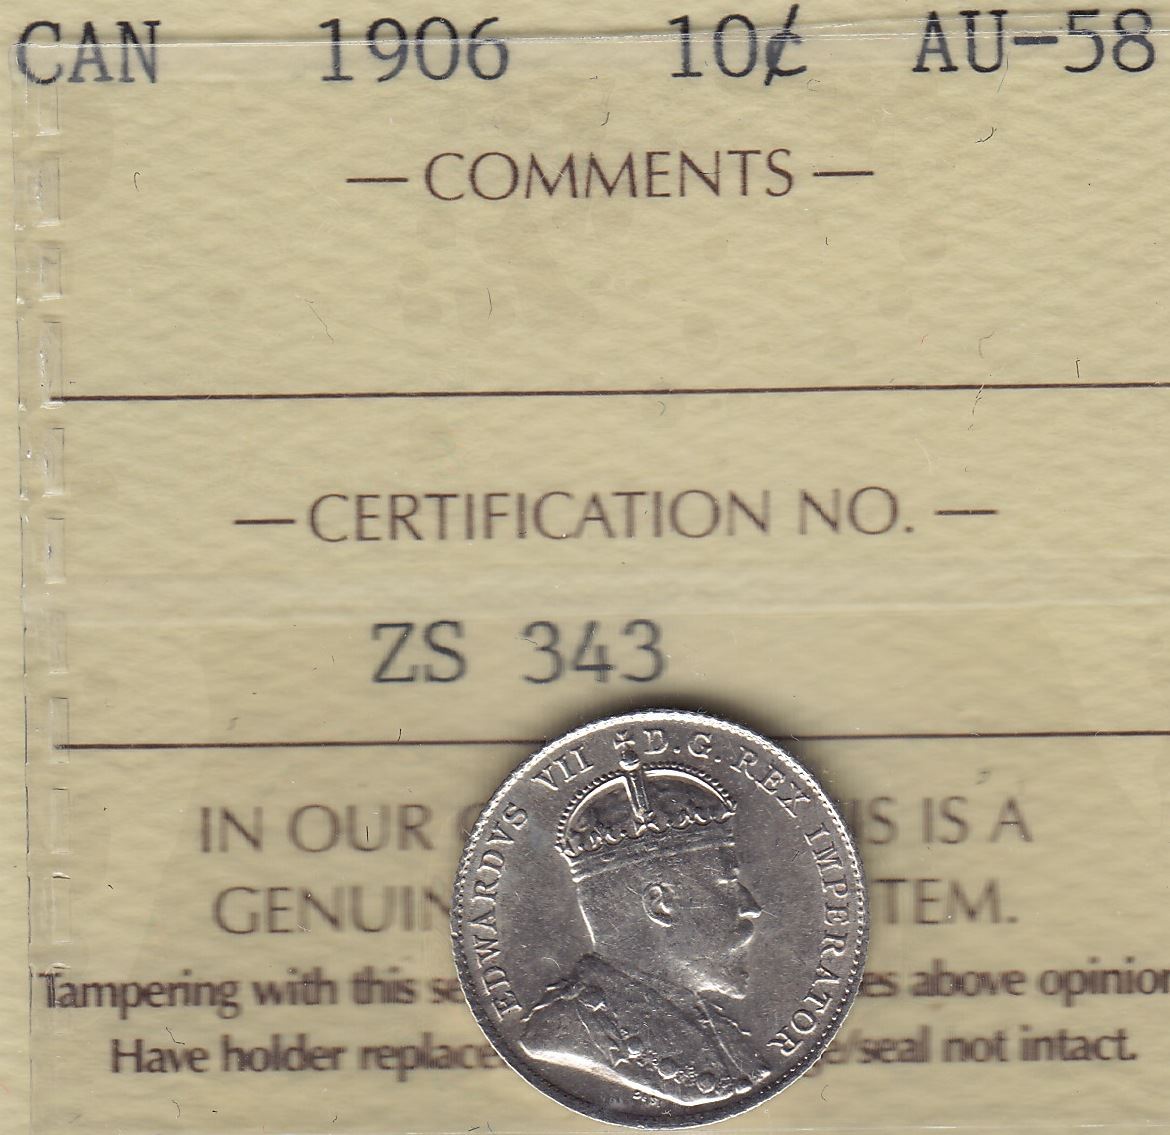 CAN 1906 10¢ AU-58
— COMMENTS —
— CERTIFICATION NO. —
ZS 343
EDWARDVS VII D.G. REX IMPERATOR
IN OUR IS A
GENUIN TEM.
Tampering with this se es above opinion
Have holder replace e/seal not intact.